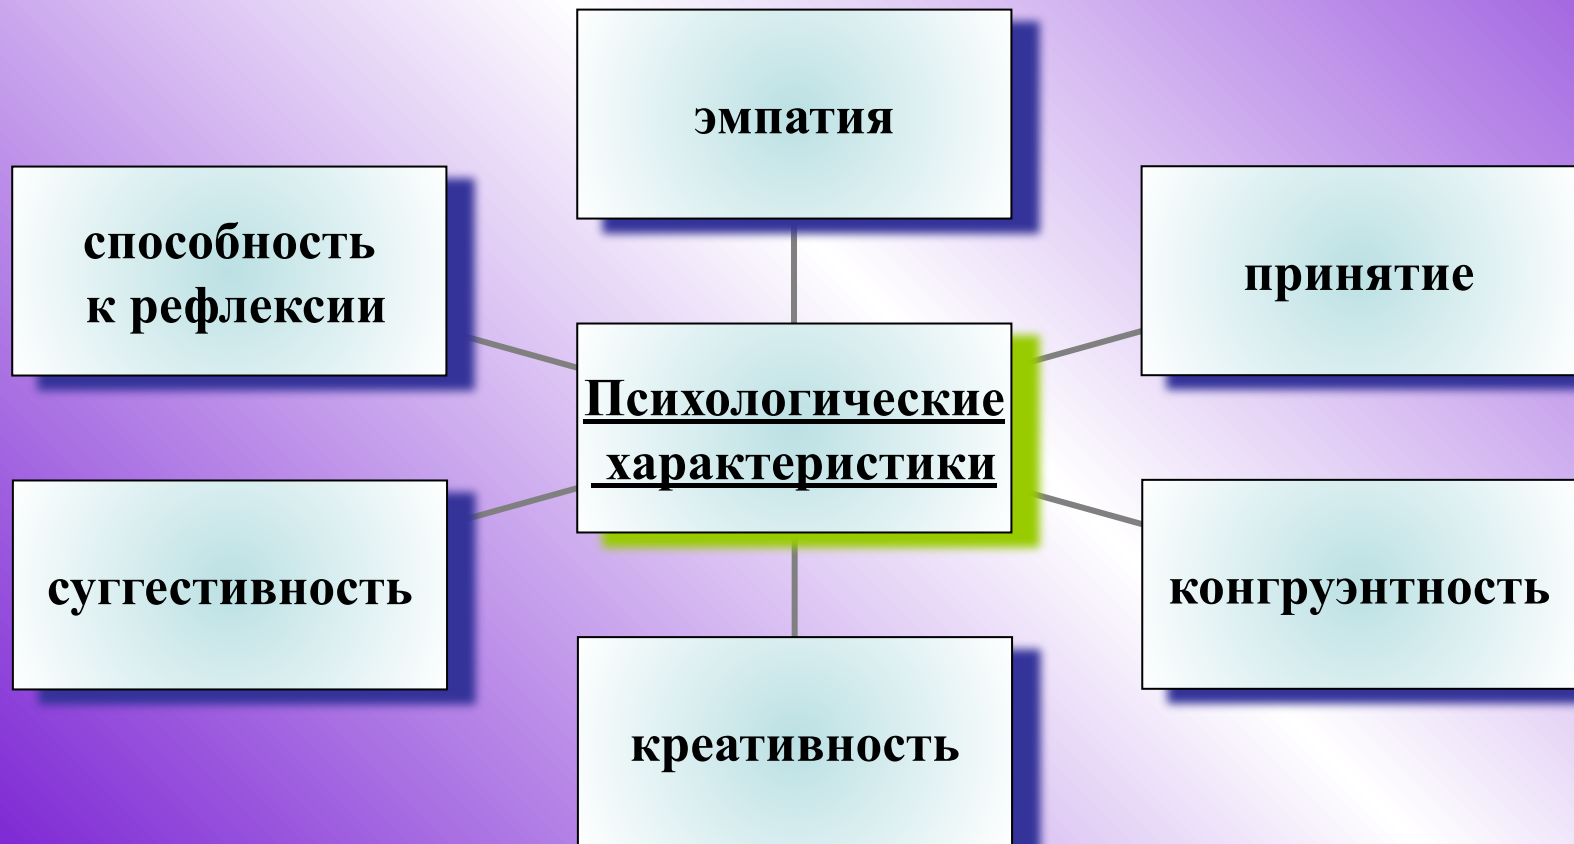 эмпатия
способность
к рефлексии
принятие
Психологические
характеристики
суггестивность
конгруэнтность
креативность